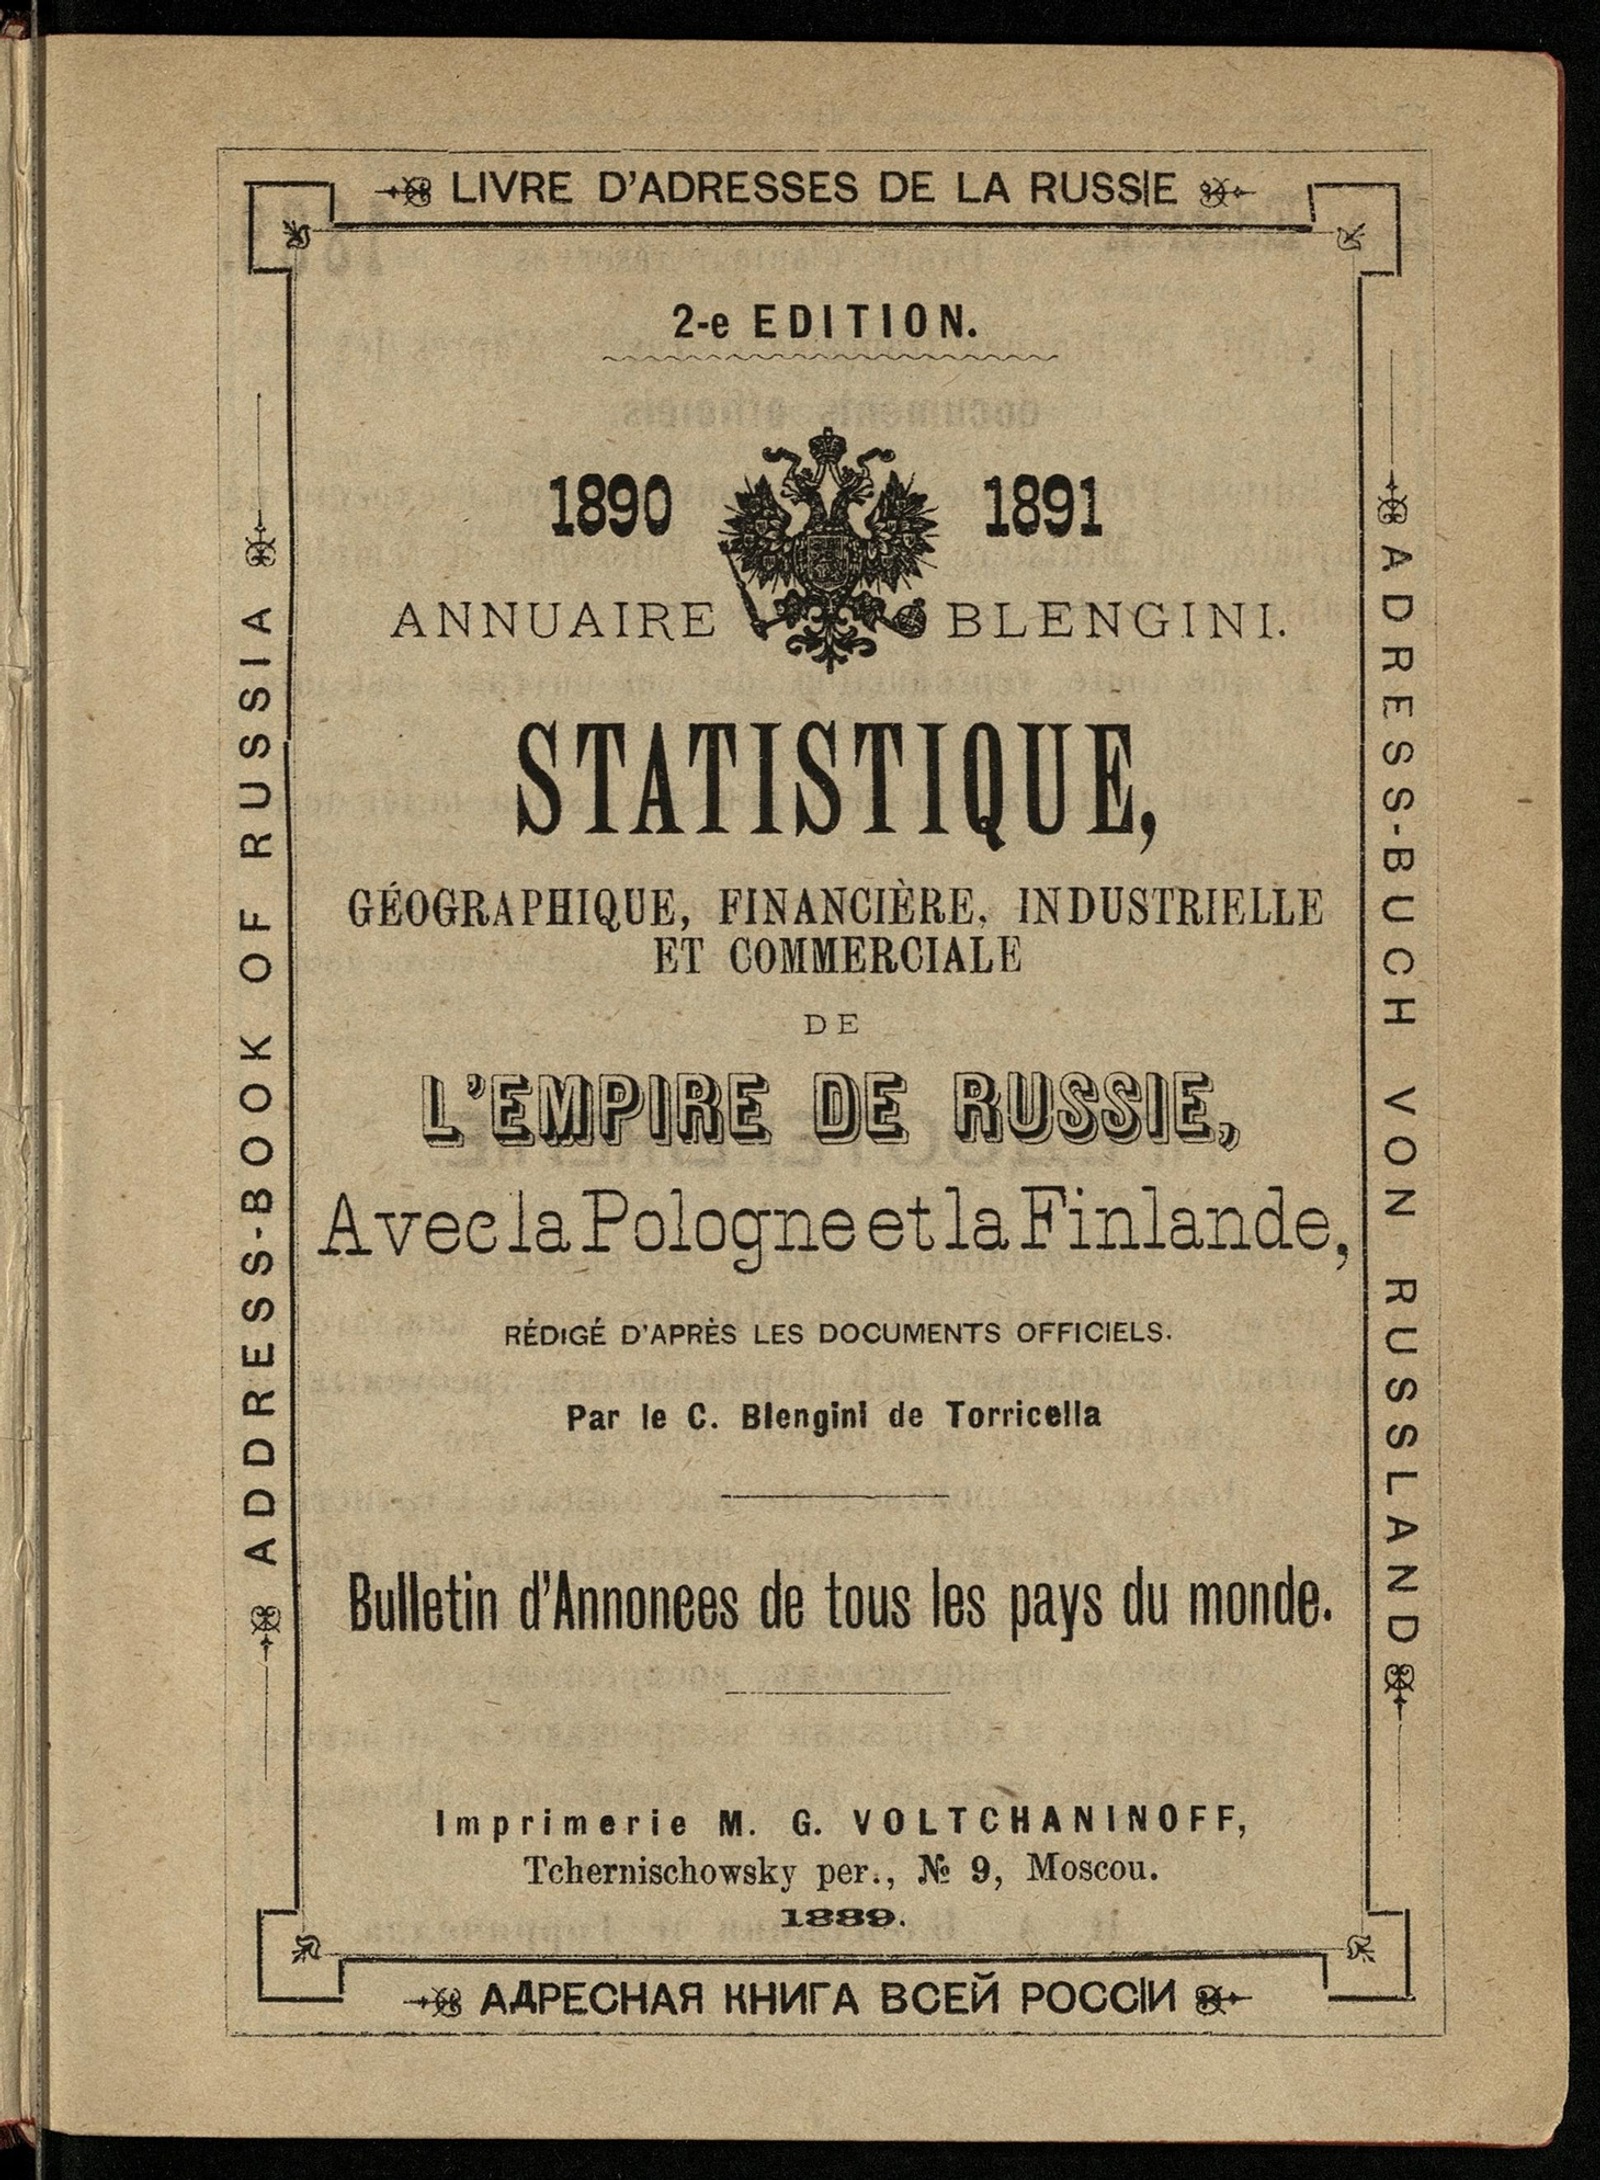 LIVRE D'ADRESSES DE LA RUSSIE
2-e EDITION.
1890 1891
ANNUAIRE BLENGINI.
STATISTIQUE,
GÉOGRAPHIQUE, FINANCIÈRE, INDUSTRIELLE
ET COMMERCIALE
DE
L'EMPIRE DE RUSSIE,
Avec la Pologne et la Finlande,
RÉDIGÉ D'APRÈS LES DOCUMENTS OFFICIELS.
Par le C. Blengini de Torricella
Bulletin d'Annonees de tous les pays du monde.
Imprimerie M. G. VOLTCHANINOFF,
Tchernischowsky per., № 9, Moscou.
1889.
АДРЕСНАЯ КНИГА ВСЕЙ РОССІИ
ADDRESS-BOOK OF RUSSIA
ADRESS-BUCH VON RUSSLAND